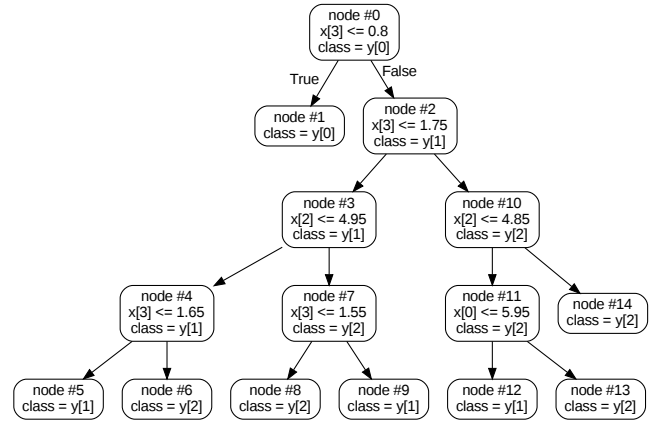 node #0
x[3] <= 0.8
class = y[0]
True
False
node #1
class = y[0]
node #2
x[3] <= 1.75
class = y[1]
node #3
x[2] <= 4.95
class = y[1]
node #10
x[2] <= 4.85
class = y[2]
node #4
x[3] <= 1.65
class = y[1]
node #7
x[3] <= 1.55
class = y[2]
node #11
x[0] <= 5.95
class = y[2]
node #14
class = y[2]
node #5
class = y[1]
node #6
class = y[2]
node #8
class = y[2]
node #9
class = y[1]
node #12
class = y[1]
node #13
class = y[2]